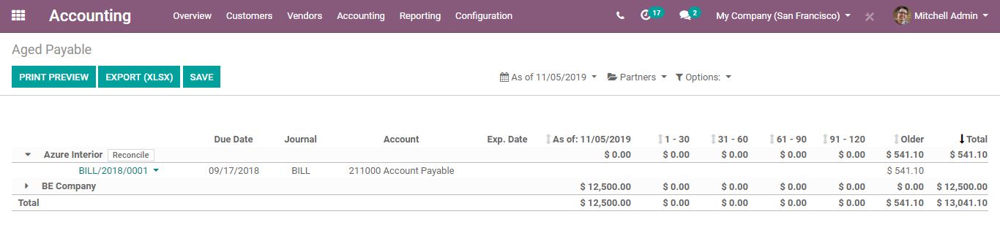 Accounting Overview Customers Vendors Accounting Reporting Configuration 17 2 My Company (San Francisco) Mitchell Admin
Aged Payable
PRINT PREVIEW EXPORT (XLSX) SAVE As of 11/05/2019 Partners Options:
Due Date Journal Account Exp. Date As of: 11/05/2019 1 - 30 31 - 60 61 - 90 91 - 120 Older Total
Azure Interior Reconcile $ 0.00 $ 0.00 $ 0.00 $ 0.00 $ 0.00 $ 541.10 $ 541.10
BILL/2018/0001 09/17/2018 BILL 211000 Account Payable $ 541.10
BE Company $ 12,500.00 $ 0.00 $ 0.00 $ 0.00 $ 0.00 $ 0.00 $ 12,500.00
Total $ 12,500.00 $ 0.00 $ 0.00 $ 0.00 $ 0.00 $ 541.10 $ 13,041.10